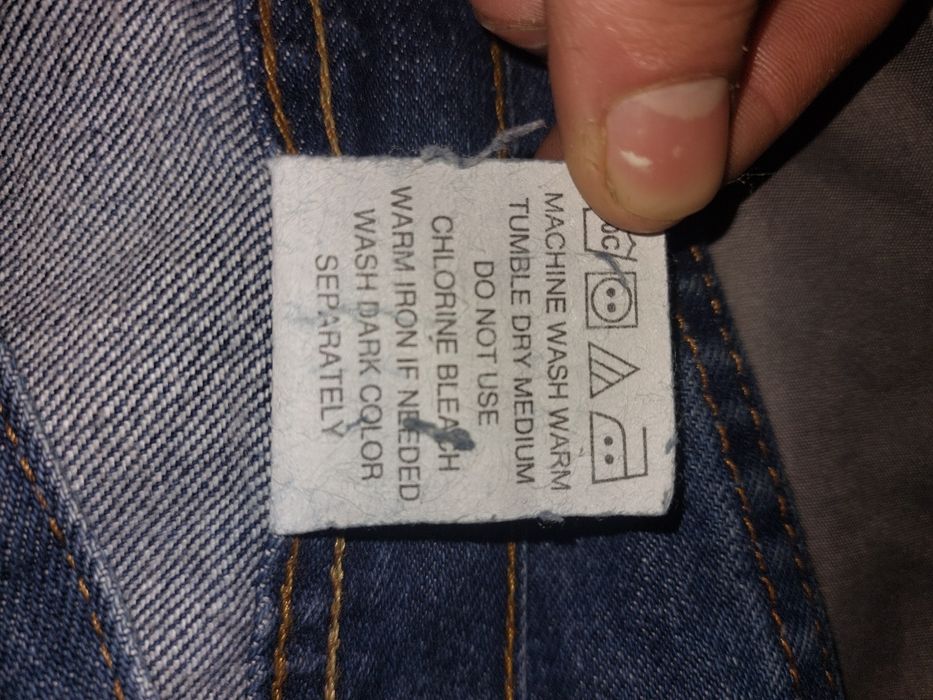 MACHINE WASH WARM
TUMBLE DRY MEDIUM
DO NOT USE
CHLORINE BLEACH
WARM IRON IF NEEDED
WASH DARK COLOR
SEPARATELY